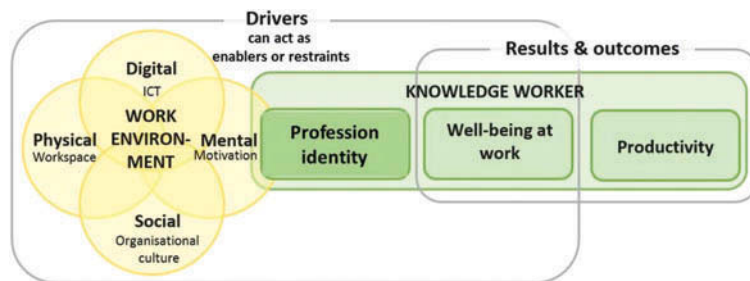 Drivers
can act as
enablers or restraints
Results & outcomes
Digital
ICT
WORK
ENVIRON-
MENT
Physical
Workspace
Mental
Motivation
Social
Organisational
culture
KNOWLEDGE WORKER
Profession
identity
Well-being at
work
Productivity